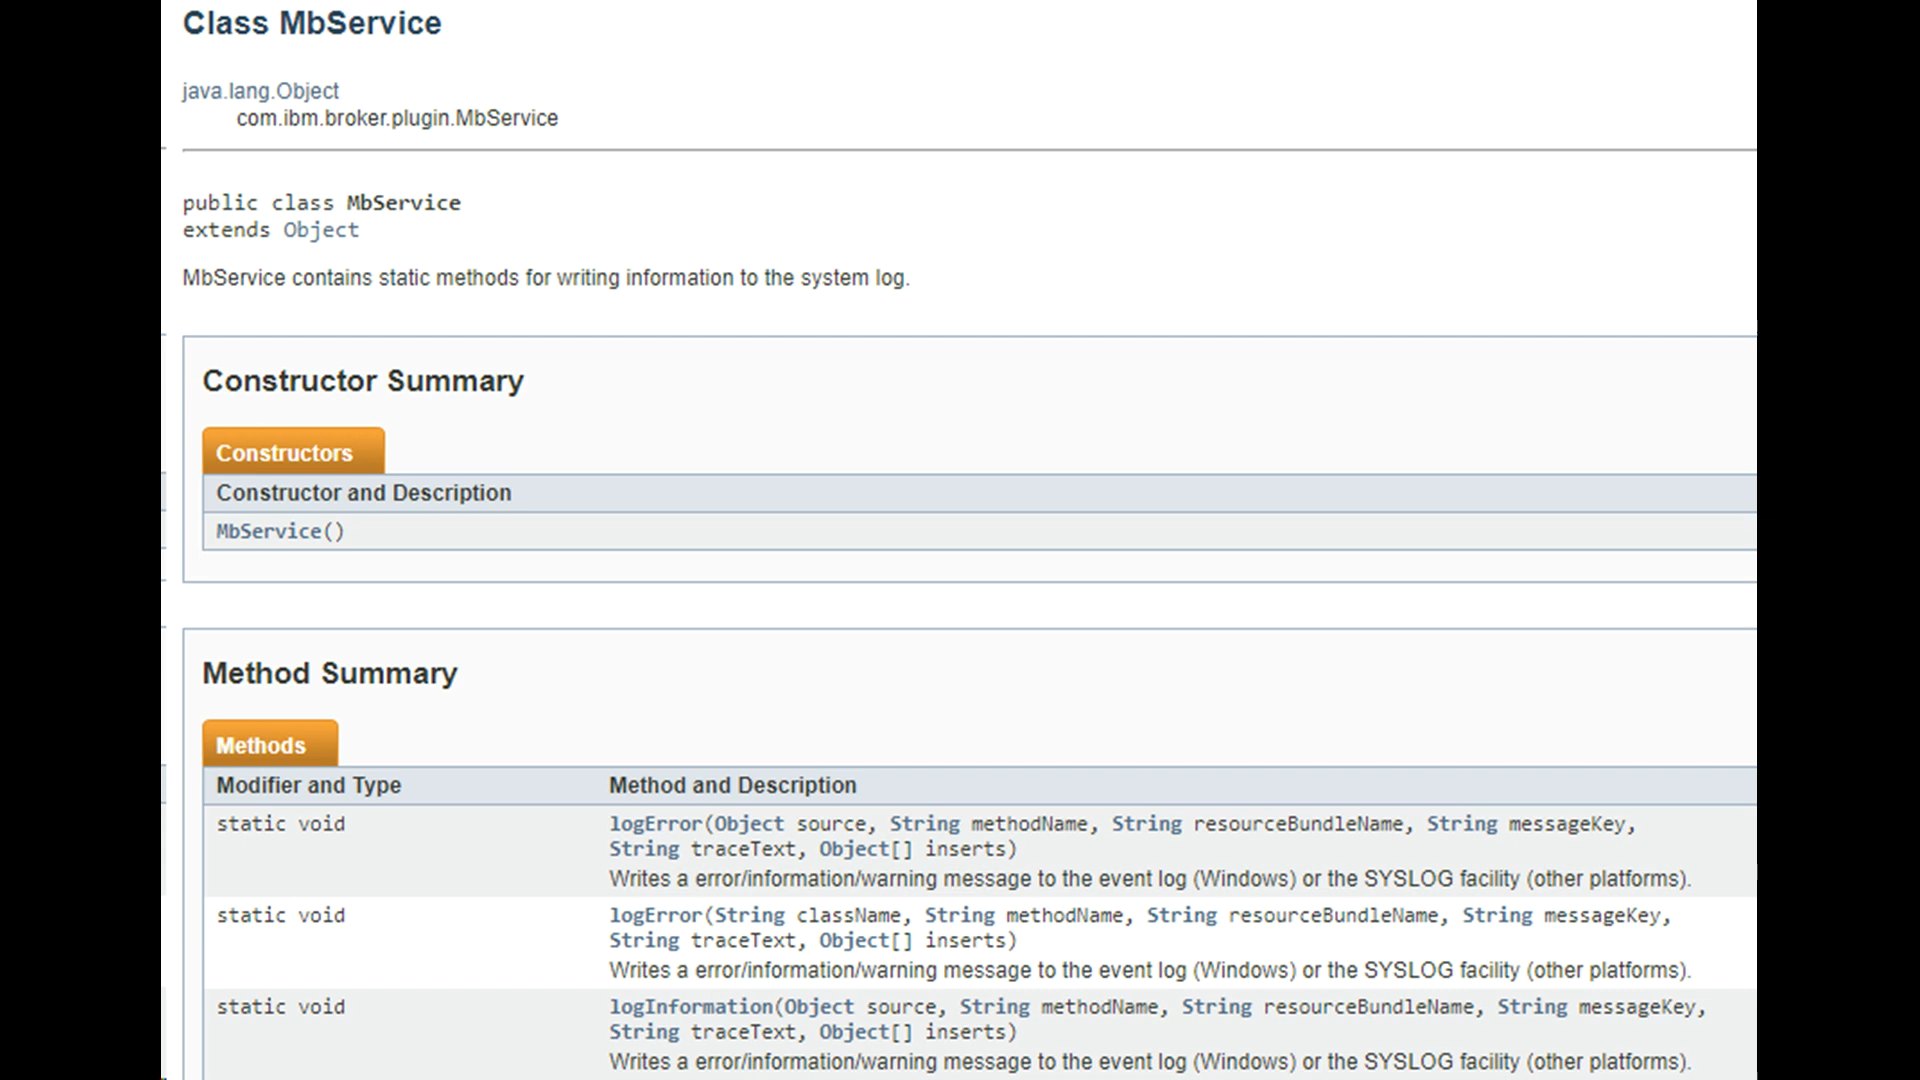 Class MbService
java.lang.Object
com.ibm.broker.plugin.MbService
public class MbService
extends Object
MbService contains static methods for writing information to the system log.
Constructor Summary
Constructors
Constructor and Description
MbService()
Method Summary
Methods
Modifier and Type Method and Description
static void logError(Object source, String methodName, String resourceBundleName, String messageKey,
String traceText, Object[] inserts)
Writes a error/information/warning message to the event log (Windows) or the SYSLOG facility (other platforms).
static void logError(String className, String methodName, String resourceBundleName, String messageKey,
String traceText, Object[] inserts)
Writes a error/information/warning message to the event log (Windows) or the SYSLOG facility (other platforms).
static void logInformation(Object source, String methodName, String resourceBundleName, String messageKey,
String traceText, Object[] inserts)
Writes a error/information/warning message to the event log (Windows) or the SYSLOG facility (other platforms).